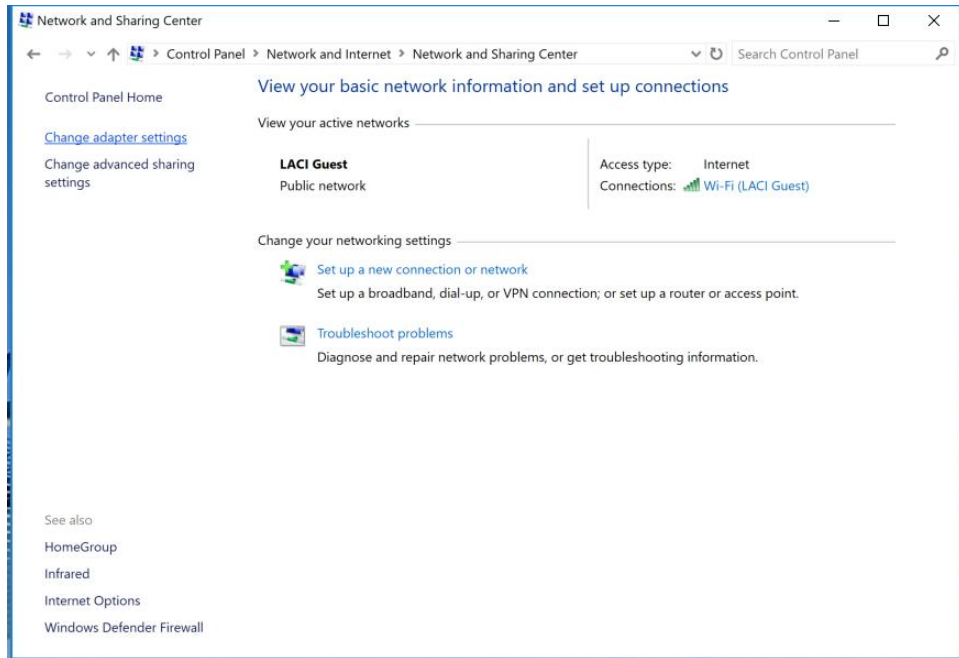 Network and Sharing Center
Control Panel > Network and Internet > Network and Sharing Center
Search Control Panel
Control Panel Home
Change adapter settings
Change advanced sharing
settings
View your basic network information and set up connections
View your active networks
LACI Guest
Public network
Access type: Internet
Connections: Wi-Fi (LACI Guest)
Change your networking settings
Set up a new connection or network
Set up a broadband, dial-up, or VPN connection; or set up a router or access point.
Troubleshoot problems
Diagnose and repair network problems, or get troubleshooting information.
See also
HomeGroup
Infrared
Internet Options
Windows Defender Firewall